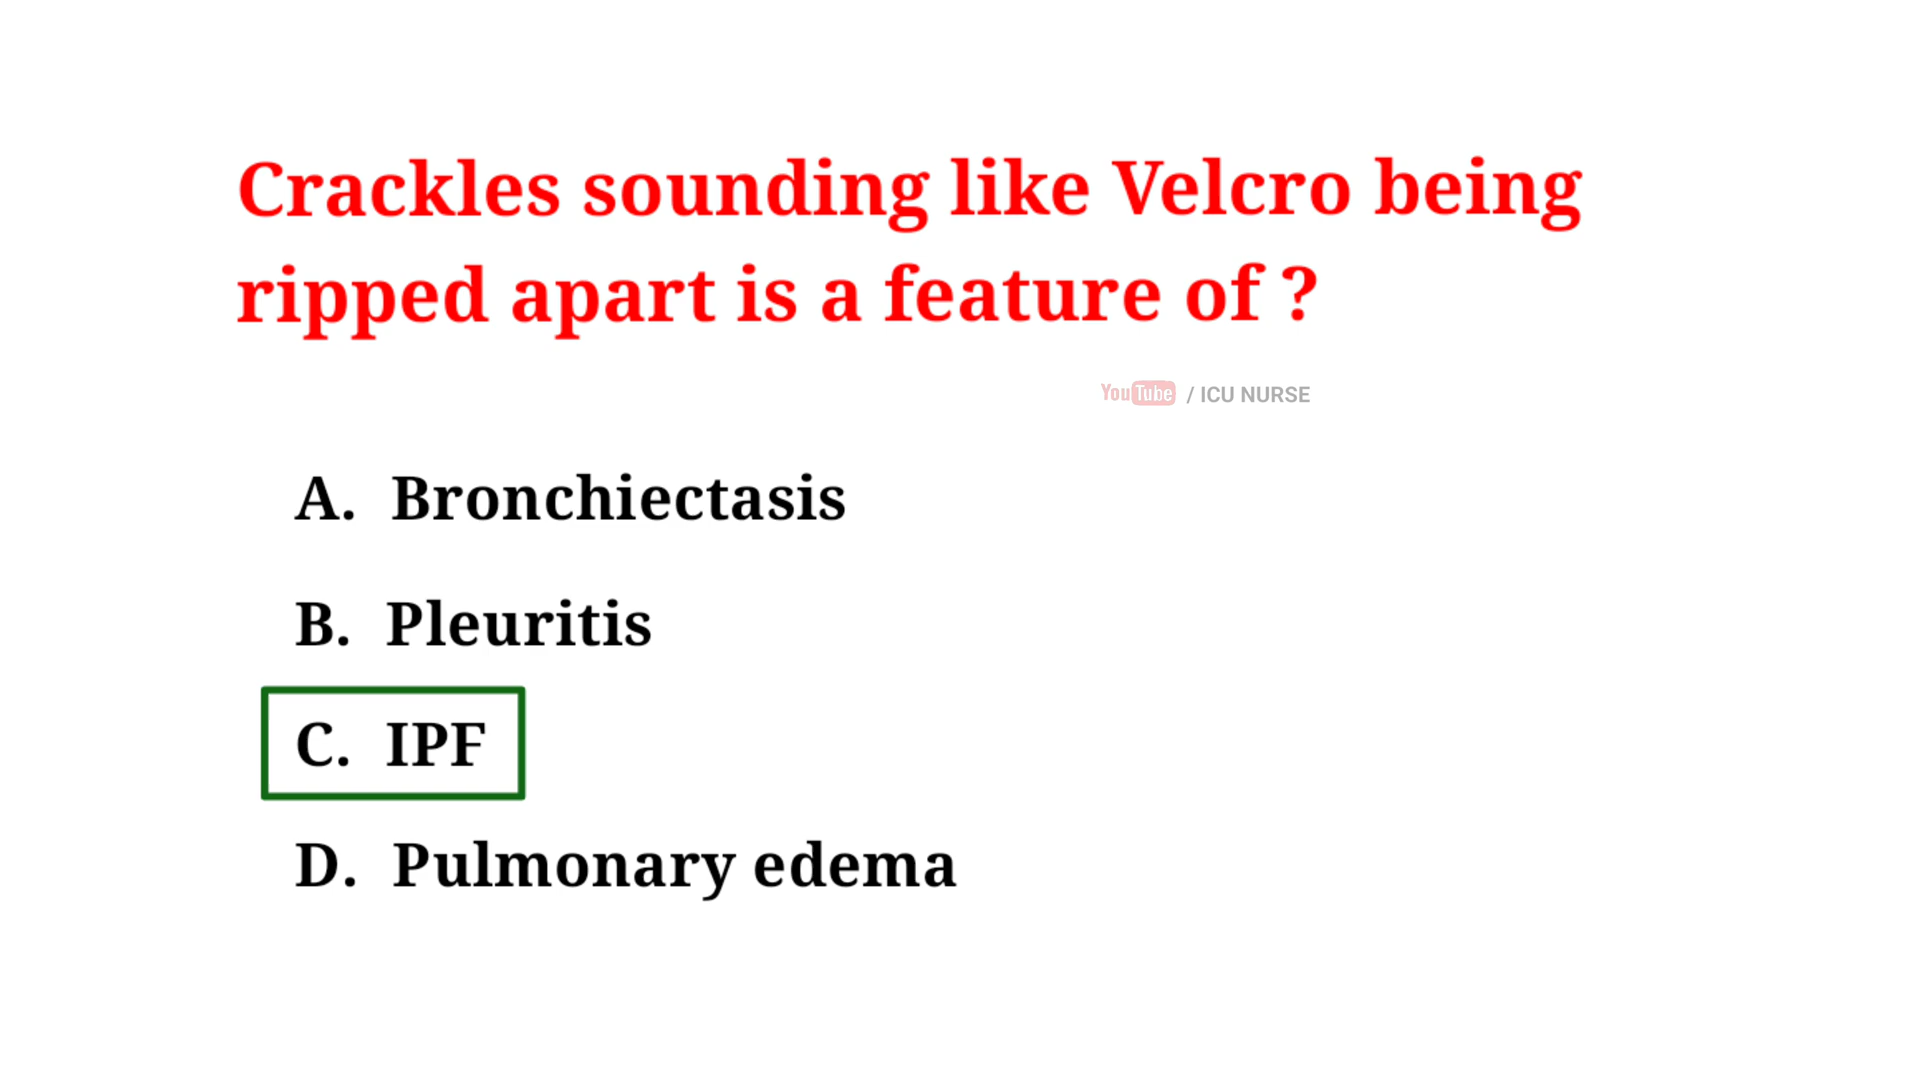 Crackles sounding like Velcro being
ripped apart is a feature of ?
YouTube / ICU NURSE
A. Bronchiectasis
B. Pleuritis
C. IPF
D. Pulmonary edema